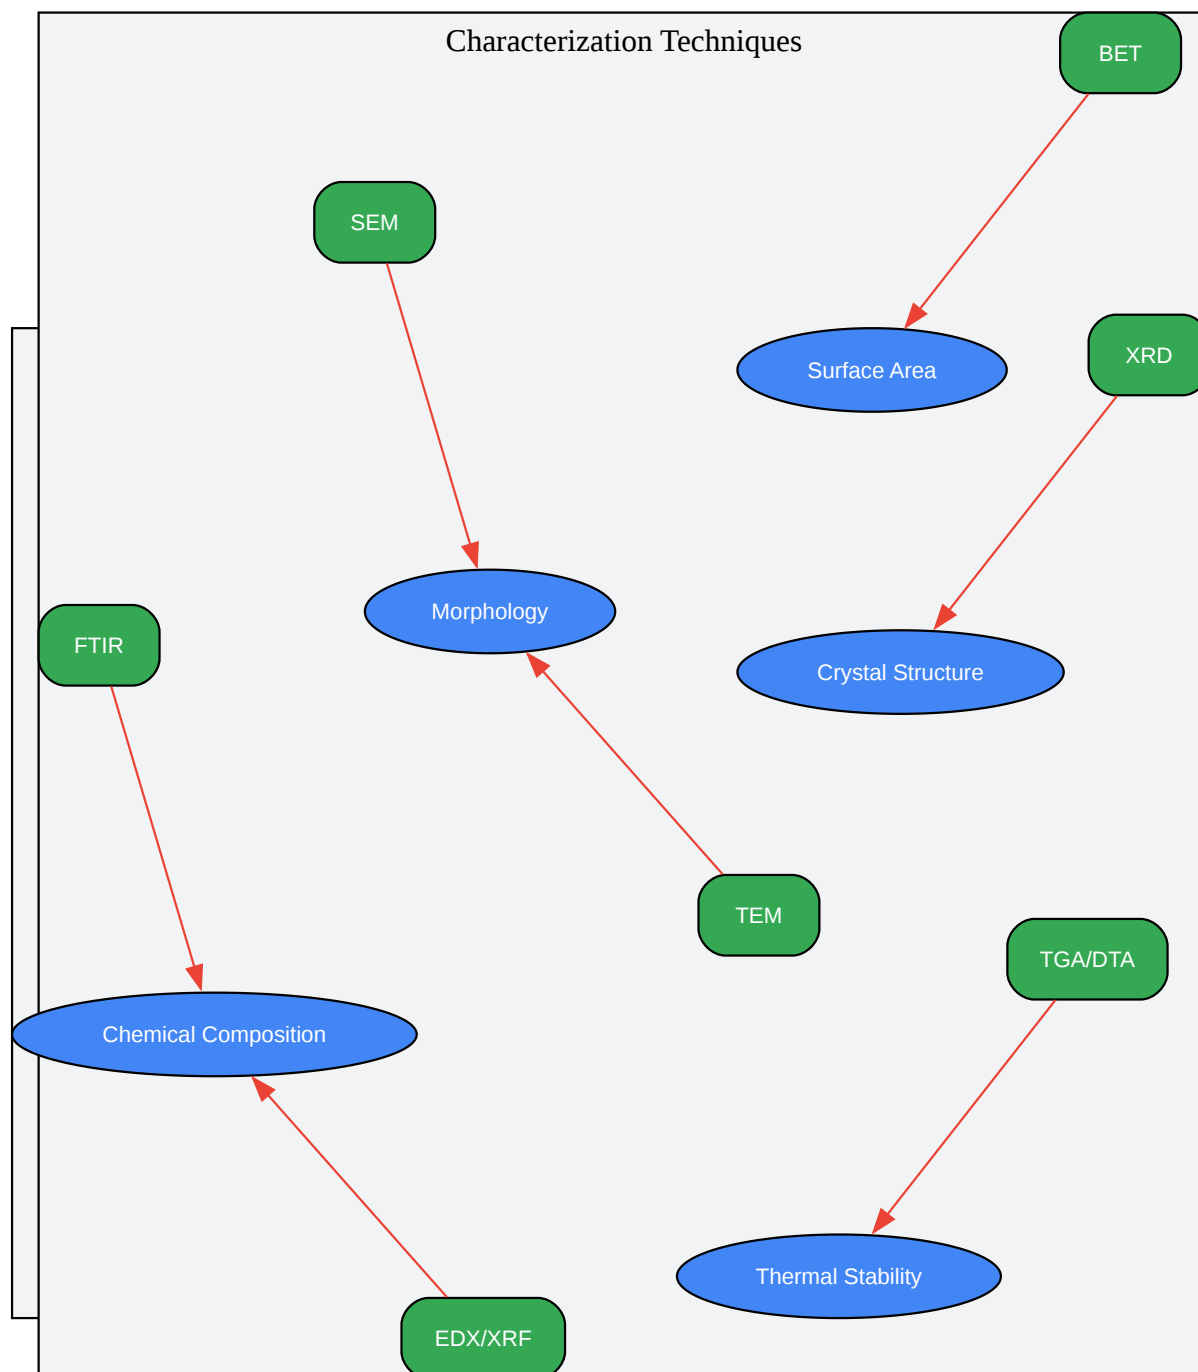 Characterization Techniques
BET
SEM
Surface Area
XRD
Morphology
FTIR
Crystal Structure
TEM
TGA/DTA
Chemical Composition
Thermal Stability
EDX/XRF